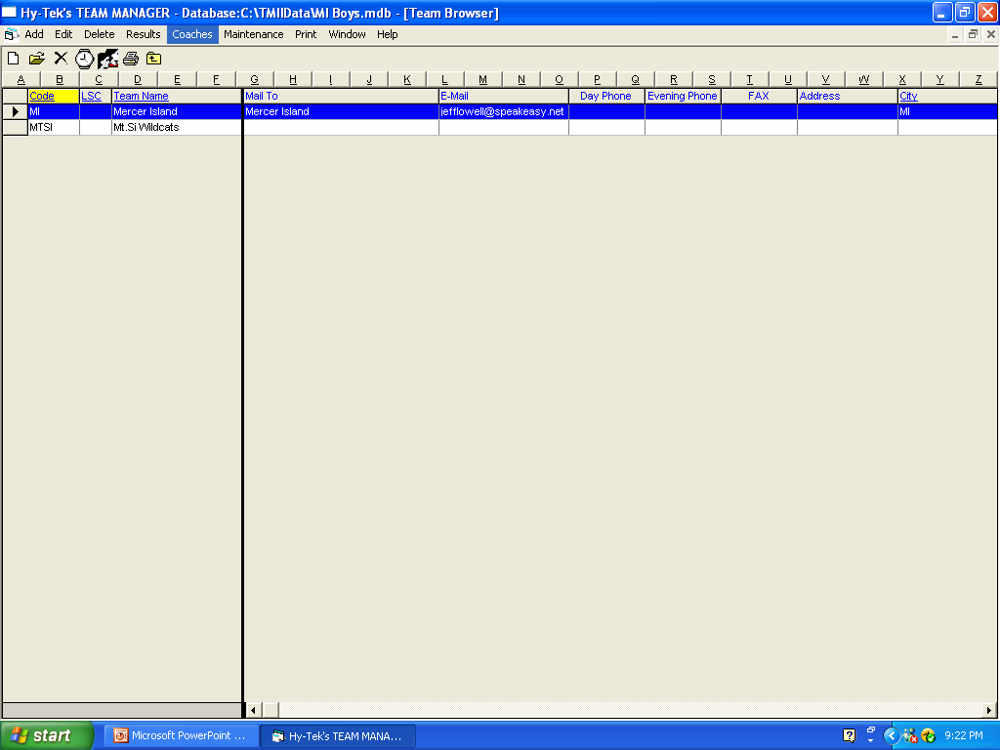 Hy-Tek's TEAM MANAGER - Database:C:\TMIIData\MI Boys.mdb - [Team Browser]
Add Edit Delete Results Coaches Maintenance Print Window Help
A B C D E F G H I J K L M N O P Q R S T U V W X Y Z
Code LSC Team Name Mail To E-Mail Day Phone Evening Phone FAX Address City
MI Mercer Island Mercer Island jefflowell@speakeasy.net MI
MTSI Mt.Si Wildcats
start Microsoft PowerPoint ... Hy-Tek's TEAM MANA... 9:22 PM